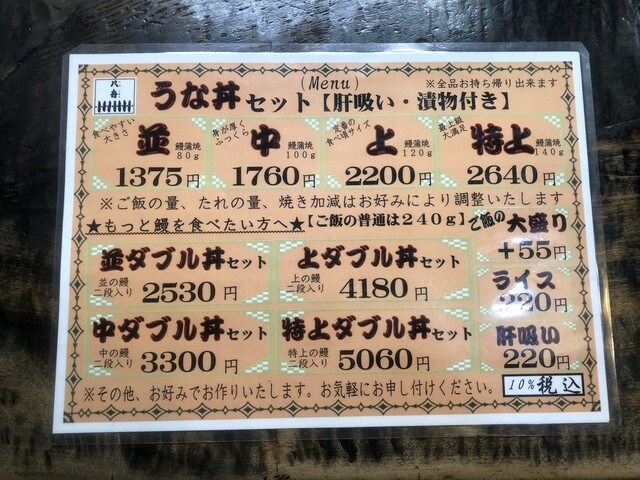 (Menu)
※全品お持ち帰り出来ます
うな丼セット【肝吸い・漬物付き】
食べやすい大きさ 並 鰻蒲焼80g
1375円
身が厚くふっくら 中 鰻蒲焼100g
1760円
定番の食べ頃サイズ 上 鰻蒲焼120g
2200円
最上級大満足 特上 鰻蒲焼140g
2640円
※ご飯の量、たれの量、焼き加減はお好みにより調整いたします
★もっと鰻を食べたい方へ★【ご飯の普通は240g】
ご飯の大盛り
+55円
並ダブル丼セット
並の鰻二段入り 2530円
上ダブル丼セット
上の鰻二段入り 4180円
ライス
220円
中ダブル丼セット
中の鰻二段入り 3300円
特上ダブル丼セット
特上の鰻二段入り 5060円
肝吸い
220円
※その他、お好みでお作りいたします。お気軽にお申し付けください。
10%税込